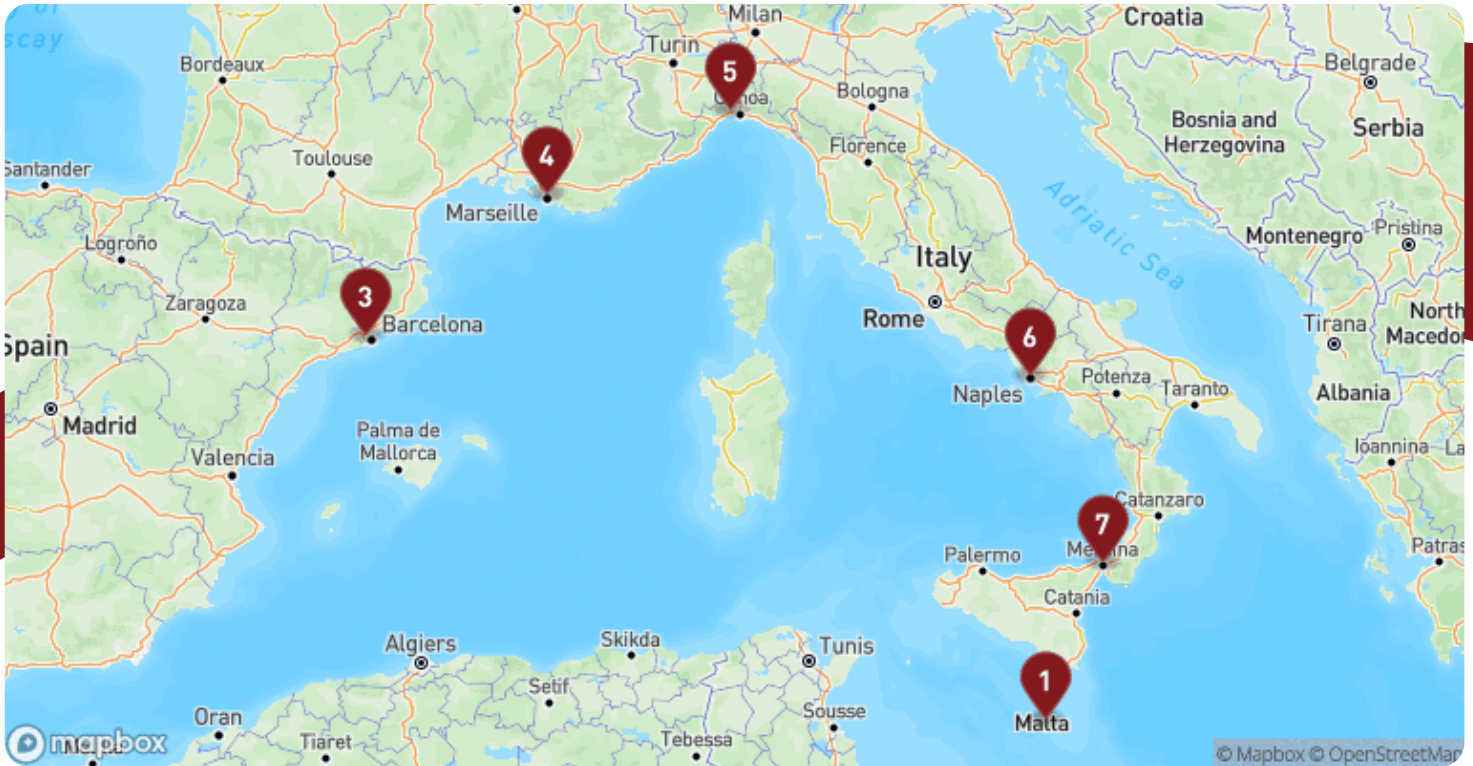 y of
scay
Milan
Croatia
Turin
Bordeaux
5
Belgrade
Bologna
Bosnia and
Herzegovina
Serbia
4
Florence
Toulouse
Santander
Marseille
Adriatic Sea
Pristina
Montenegro
Logroño
Italy
3
Zaragoza
Barcelona
Rome
North
Macedo
Tirana
6
Spain
Potenza
Taranto
Naples
Albania
Madrid
Palma de
Mallorca
Valencia
Ioannina
La
Catanzaro
7
Palermo
Patras
Catania
Algiers
Skikda
Tunis
1
Setif
Malta
Oran
Sousse
Tiaret
Tebessa
mapbox
© Mapbox © OpenStreetMap